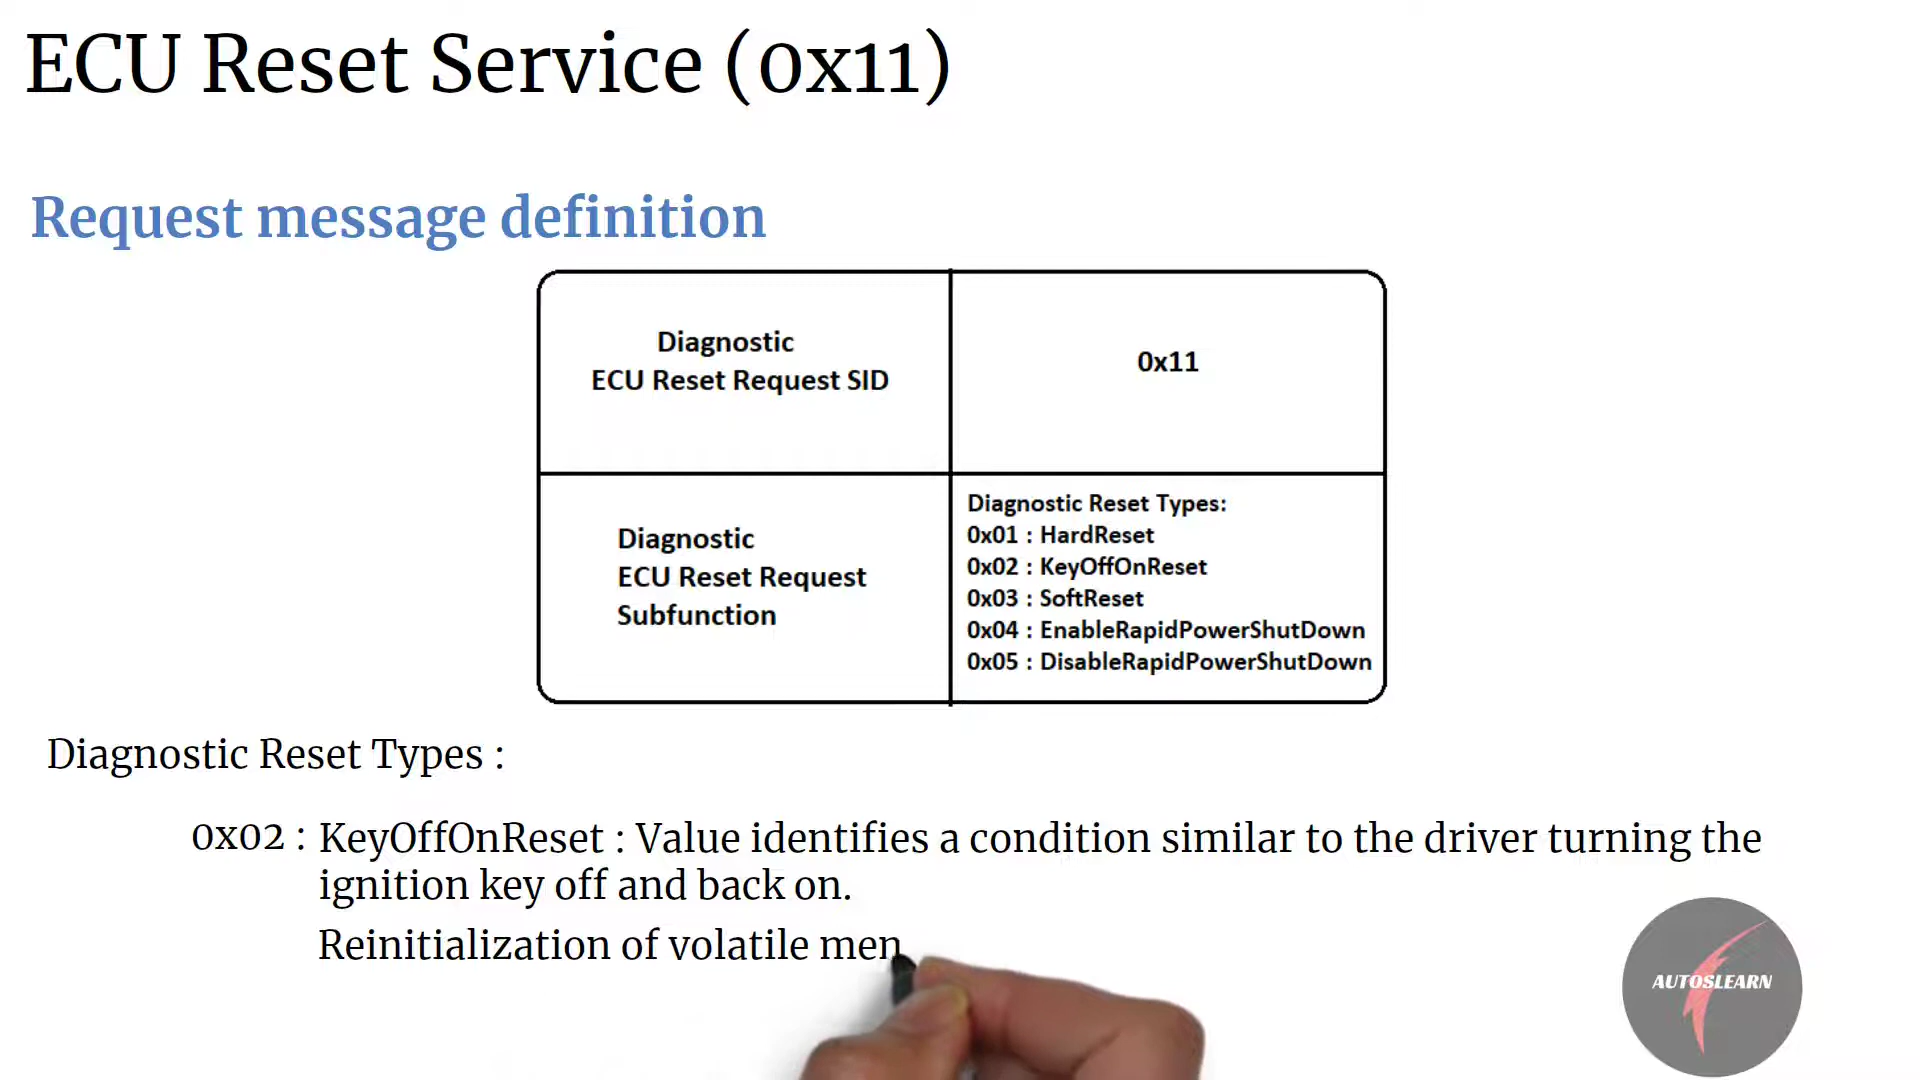 ECU Reset Service (0x11)
Request message definition
Diagnostic
ECU Reset Request SID
0x11
Diagnostic
ECU Reset Request
Subfunction
Diagnostic Reset Types:
0x01 : HardReset
0x02 : KeyOffOnReset
0x03 : SoftReset
0x04 : EnableRapidPowerShutDown
0x05 : DisableRapidPowerShutDown
Diagnostic Reset Types :
0x02 : KeyOffOnReset : Value identifies a condition similar to the driver turning the
ignition key off and back on.
Reinitialization of volatile
AUTOSLEARN